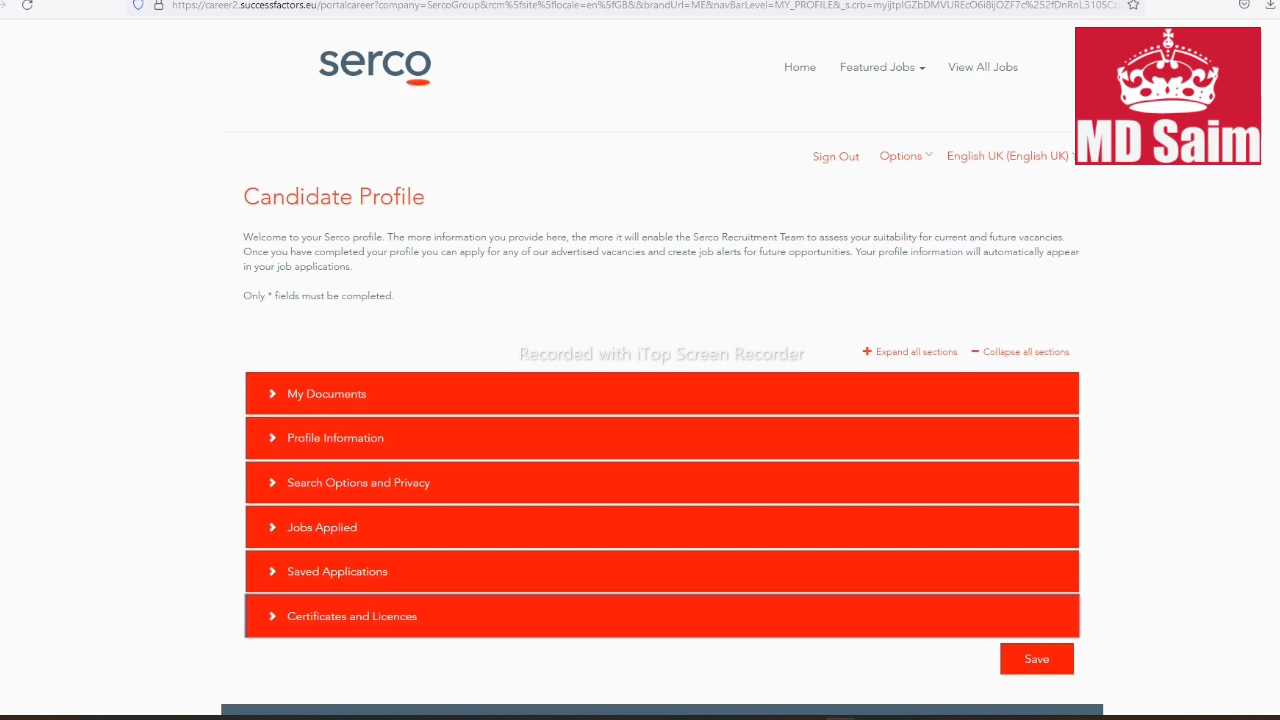 https://career2.successfactors.eu/portalcareer?company=SercoGroup&rcm%5fsite%5flocale=en%5fGB&&brandUrl=ME&navBarLevel=MY_PROFILE&_s.crb=
serco
Home Featured Jobs View All Jobs
MD Saim
Sign Out Options English UK (English UK)
Candidate Profile
Welcome to your Serco profile. The more information you provide here, the more it will enable the Serco Recruitment Team to assess your suitability for current and future vacancies.
Once you have completed your profile you can apply for any of our advertised vacancies and create job alerts for future opportunities. Your profile information will automatically appear
in your job applications.
Only * fields must be completed.
Recorded with iTop Screen Recorder
Expand all sections Collapse all sections
My Documents
Profile Information
Search Options and Privacy
Jobs Applied
Saved Applications
Certificates and Licences
Save